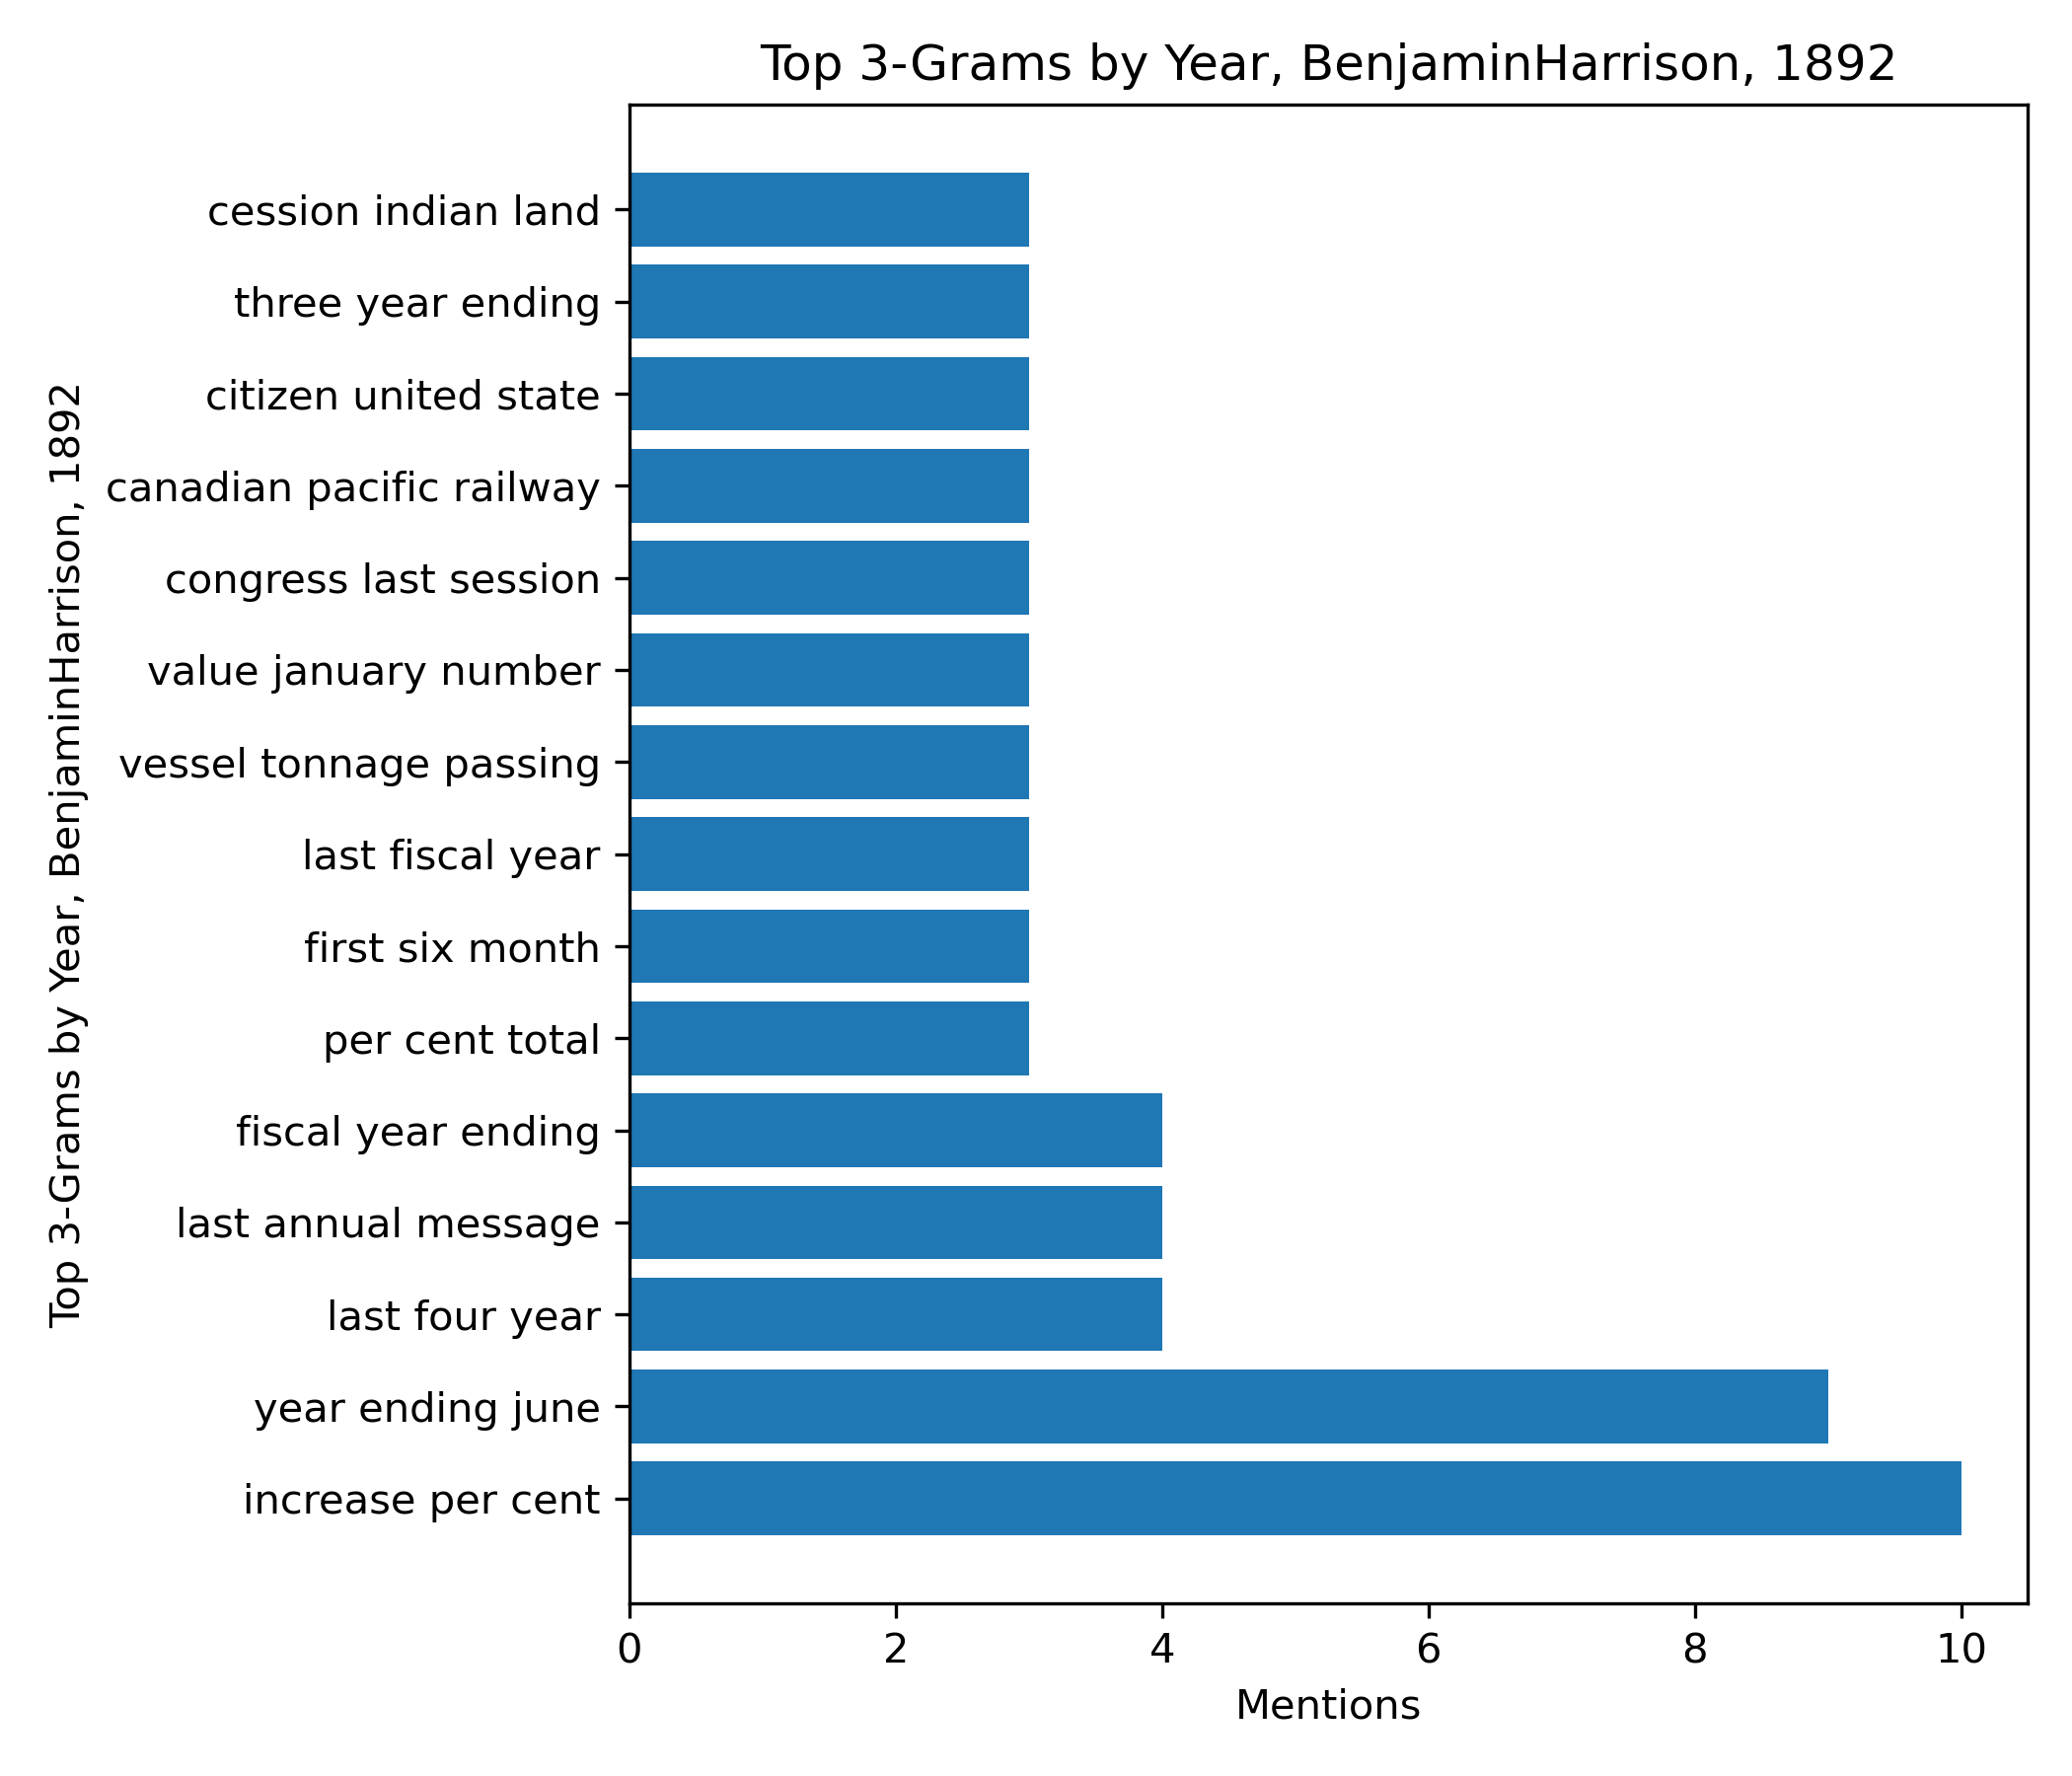 Top 3-Grams by Year, BenjaminHarrison, 1892
Top 3-Grams by Year, BenjaminHarrison, 1892
cession indian land
three year ending
citizen united state
canadian pacific railway
congress last session
value january number
vessel tonnage passing
last fiscal year
first six month
per cent total
fiscal year ending
last annual message
last four year
year ending june
increase per cent
0 2 4 6 8 10
Mentions